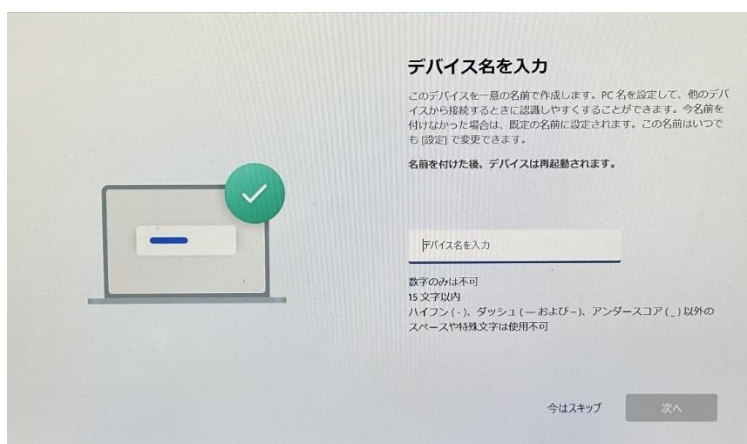 デバイス名を入力
このデバイスを一意の名前で作成します。PC 名を設定して、他のデバ
イスから接続するときに認識しやすくすることができます。今名前を
付けなかった場合は、既定の名前に設定されます。この名前はいつで
も [設定] で変更できます。
名前を付けた後、デバイスは再起動されます。
デバイス名を入力
数字のみは不可
15 文字以内
ハイフン ( - )、ダッシュ ( — および – )、アンダースコア ( _ ) 以外の
スペースや特殊文字は使用不可
今はスキップ
次へ